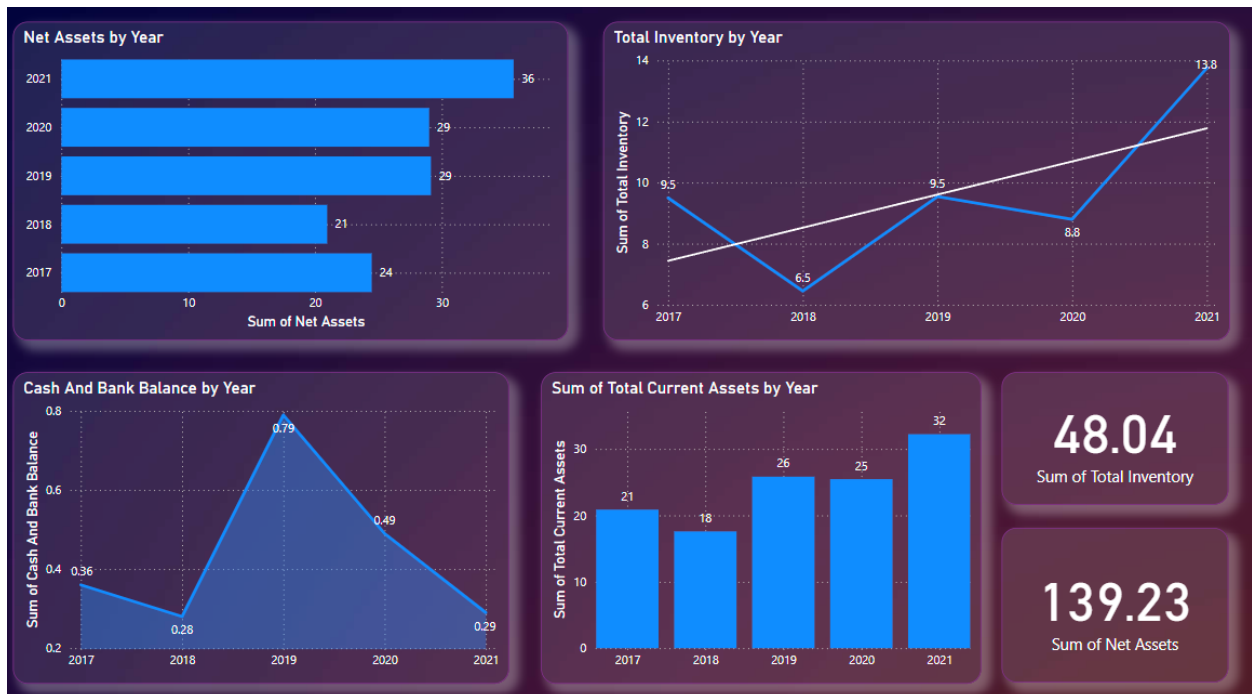 Net Assets by Year
2021
36
2020
29
2019
29
2018
21
2017
24
0 10 20 30
Sum of Net Assets
Total Inventory by Year
Sum of Total Inventory
14
12
10
8
6
9.5
6.5
9.5
8.8
13.8
2017 2018 2019 2020 2021
Cash And Bank Balance by Year
Sum of Cash And Bank Balance
0.8
0.6
0.4
0.2
0.36
0.28
0.79
0.49
0.29
2017 2018 2019 2020 2021
Sum of Total Current Assets by Year
Sum of Total Current Assets
30
20
10
0
21
18
26
25
32
2017 2018 2019 2020 2021
48.04
Sum of Total Inventory
139.23
Sum of Net Assets